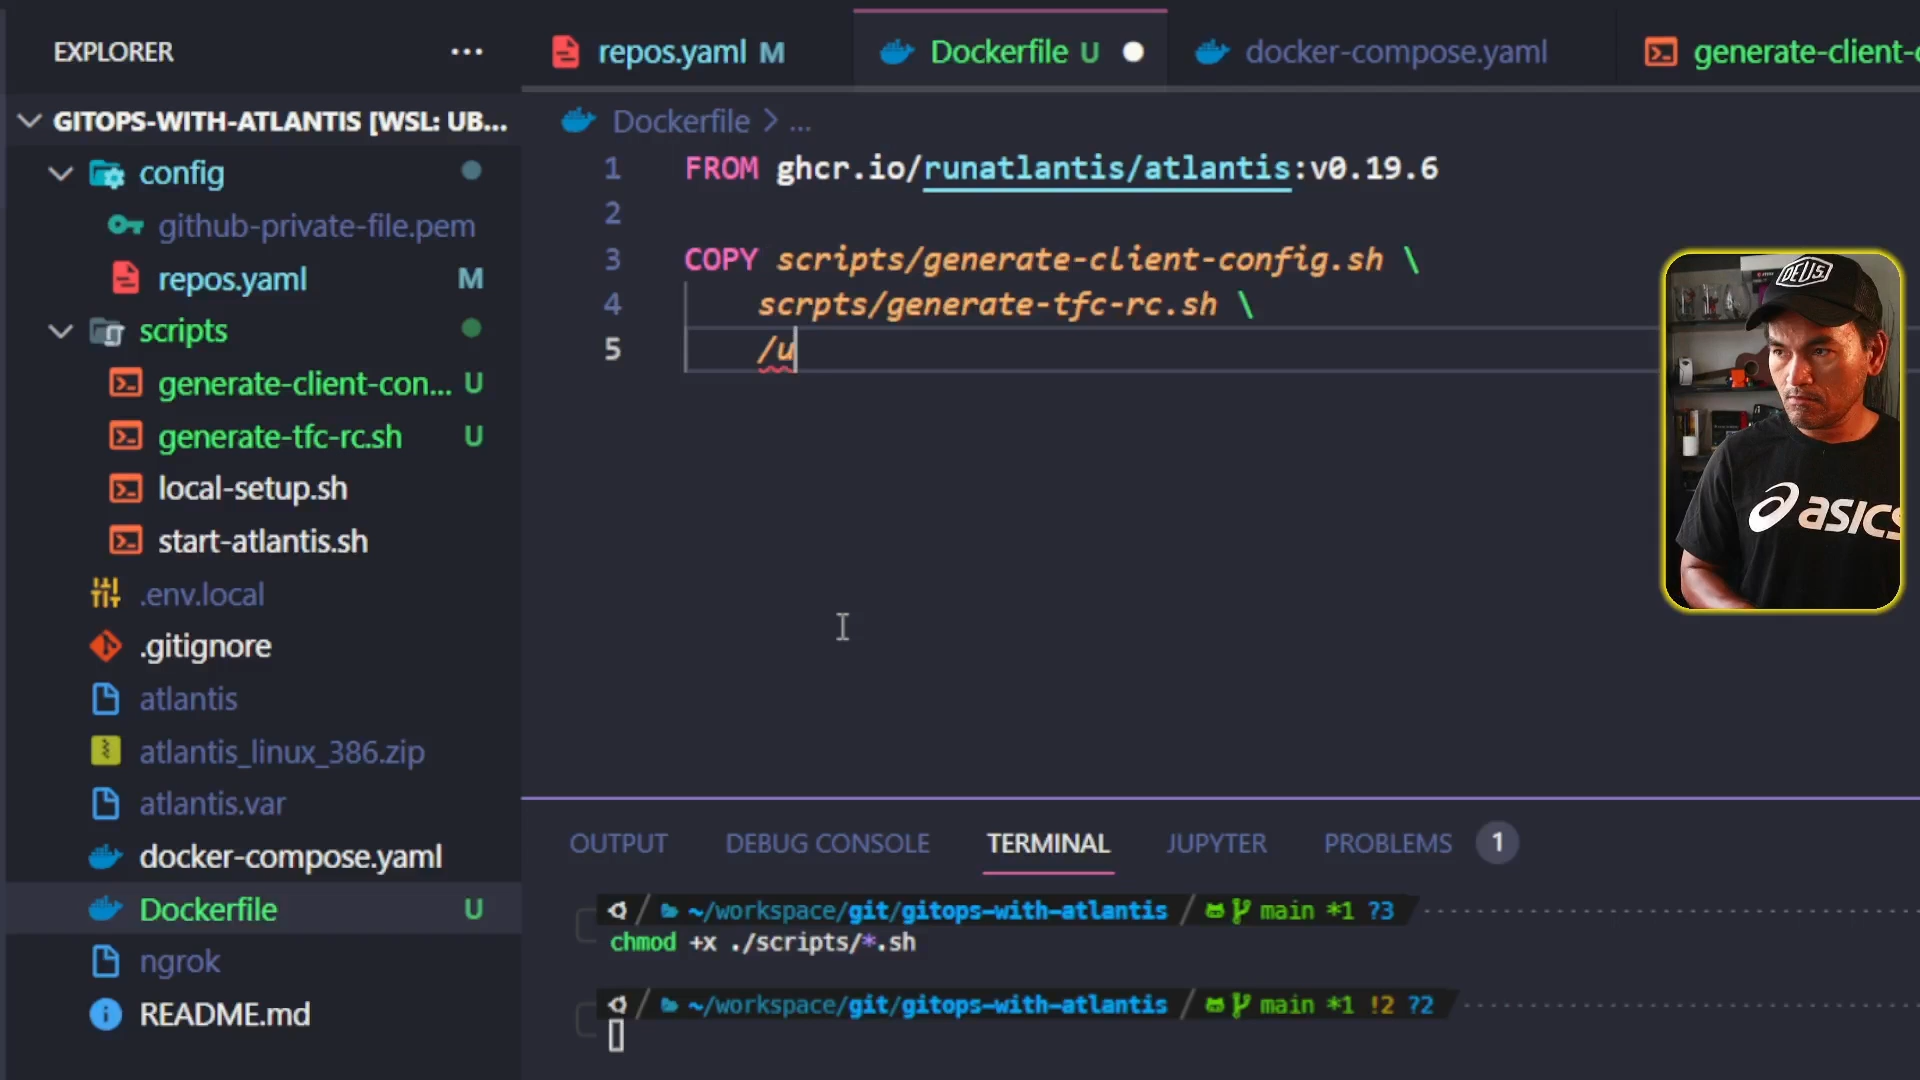 EXPLORER
GITOPS-WITH-ATLANTIS [WSL: UB...
config
github-private-file.pem
repos.yaml M
scripts
generate-client-con... U
generate-tfc-rc.sh U
local-setup.sh
start-atlantis.sh
.env.local
.gitignore
atlantis
atlantis_linux_386.zip
atlantis.var
docker-compose.yaml
Dockerfile U
ngrok
README.md
repos.yaml M
Dockerfile U
docker-compose.yaml
generate-client-c
Dockerfile > ...
1 FROM ghcr.io/runatlantis/atlantis:v0.19.6
2
3 COPY scripts/generate-client-config.sh \
4 scrpts/generate-tfc-rc.sh \
5 /u
DEUS.
asics
OUTPUT DEBUG CONSOLE TERMINAL JUPYTER PROBLEMS 1
~/workspace/git/gitops-with-atlantis / main *1 ?3
chmod +x ./scripts/*.sh
~/workspace/git/gitops-with-atlantis / main *1 !2 ?2